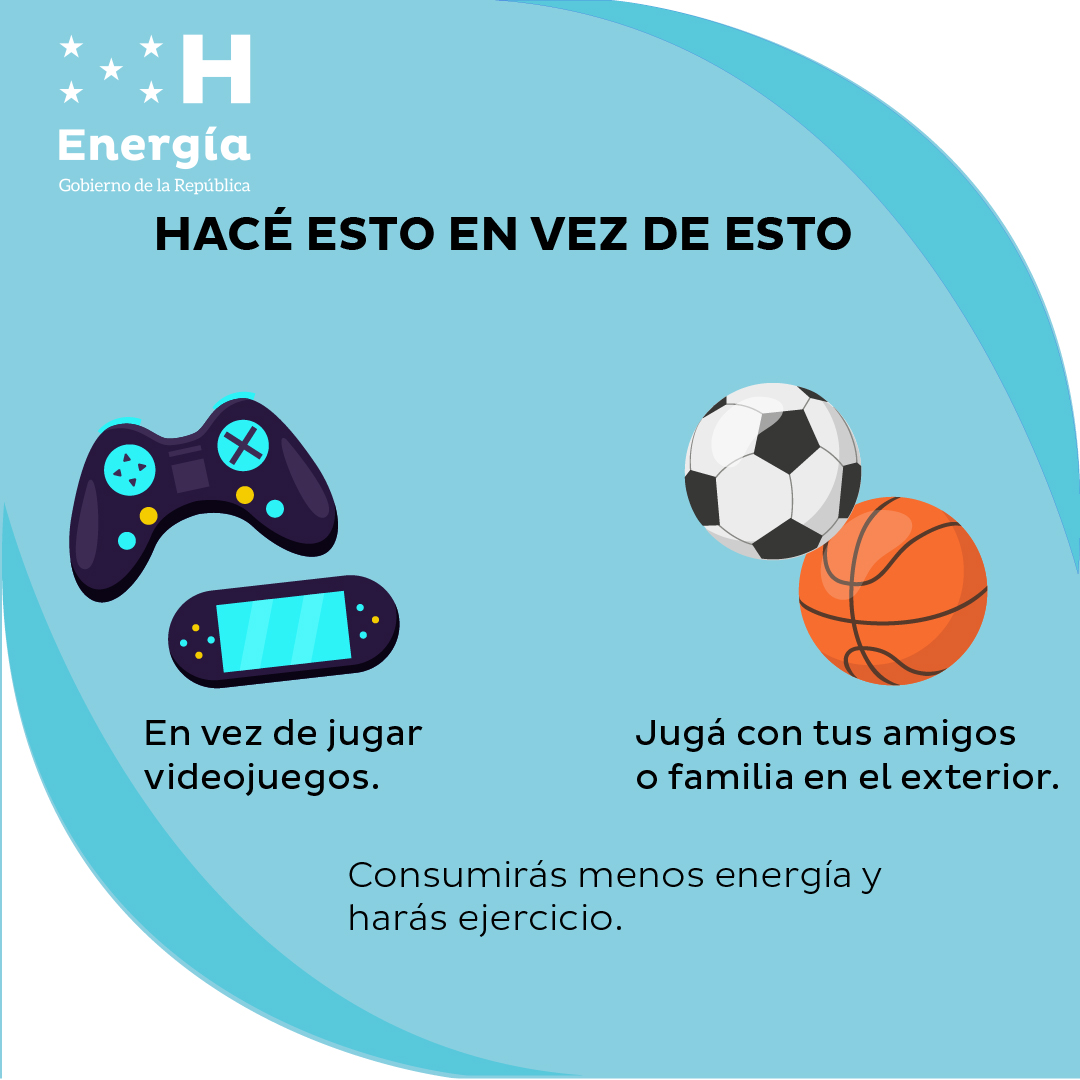 H
Energía
Gobierno de la República
HACÉ ESTO EN VEZ DE ESTO
En vez de jugar
videojuegos.
Jugá con tus amigos
o familia en el exterior.
Consumirás menos energía y
harás ejercicio.